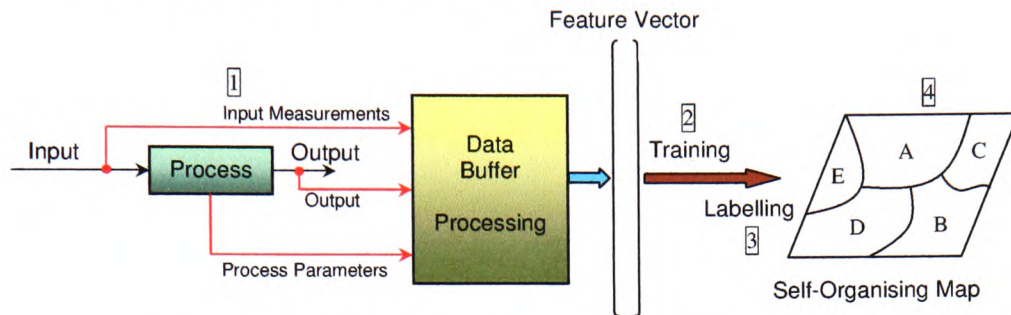 Feature Vector
1
Input Measurements
Input
Process
Output
Output
Process Parameters
Data
Buffer
Processing
2
Training
Labelling
3
4
A
C
E
D
B
Self-Organising Map